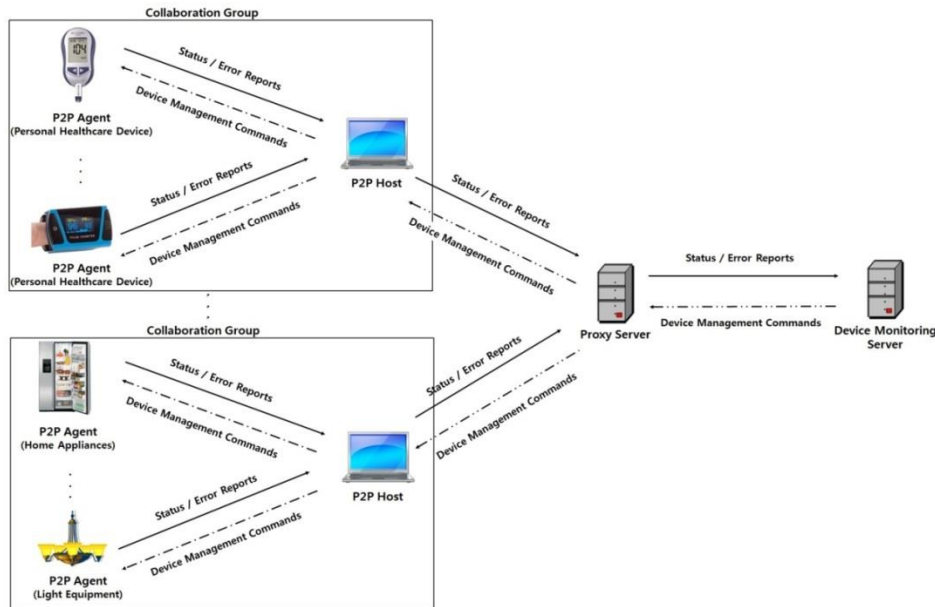 Collaboration Group
Status / Error Reports
Device Management Commands
P2P Agent
(Personal Healthcare Device)
P2P Host
Status / Error Reports
Device Management Commands
P2P Agent
(Personal Healthcare Device)
Status / Error Reports
Device Management Commands
Status / Error Reports
Device Management Commands
Proxy Server
Device Monitoring
Server
Collaboration Group
Status / Error Reports
Device Management Commands
P2P Agent
(Home Appliances)
P2P Host
Status / Error Reports
Device Management Commands
P2P Agent
(Light Equipment)
Status / Error Reports
Device Management Commands